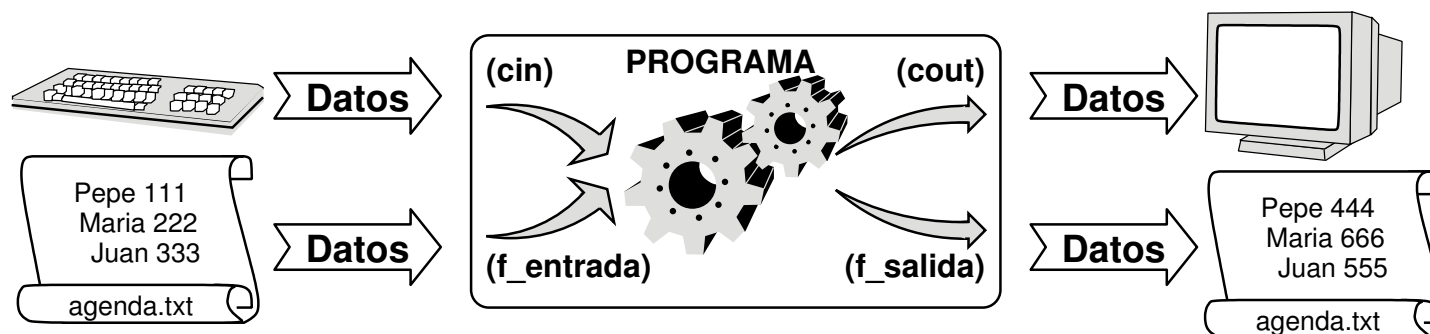 (cin)
PROGRAMA
(cout)
Datos
Datos
Pepe 111
Maria 222
Juan 333
agenda.txt
Datos
(f_entrada)
(f_salida)
Datos
Pepe 444
Maria 666
Juan 555
agenda.txt